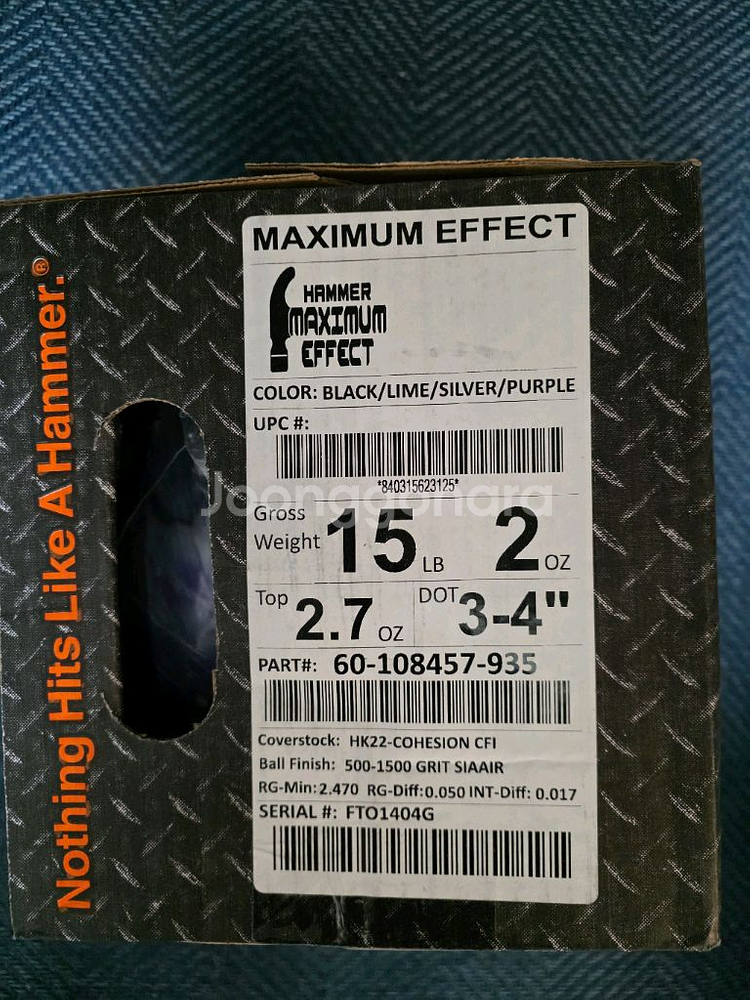 Nothing Hits Like A Hammer.®
MAXIMUM EFFECT
HAMMER
MAXIMUM
EFFECT
COLOR: BLACK/LIME/SILVER/PURPLE
UPC #:
*840315623125*
Joonggonara
Gross Weight 15 LB 2 OZ
Top 2.7 OZ DOT 3-4"
PART#: 60-108457-935
Coverstock: HK22-COHESION CFI
Ball Finish: 500-1500 GRIT SIAAIR
RG-Min:2.470 RG-Diff:0.050 INT-Diff: 0.017
SERIAL #: FTO1404G